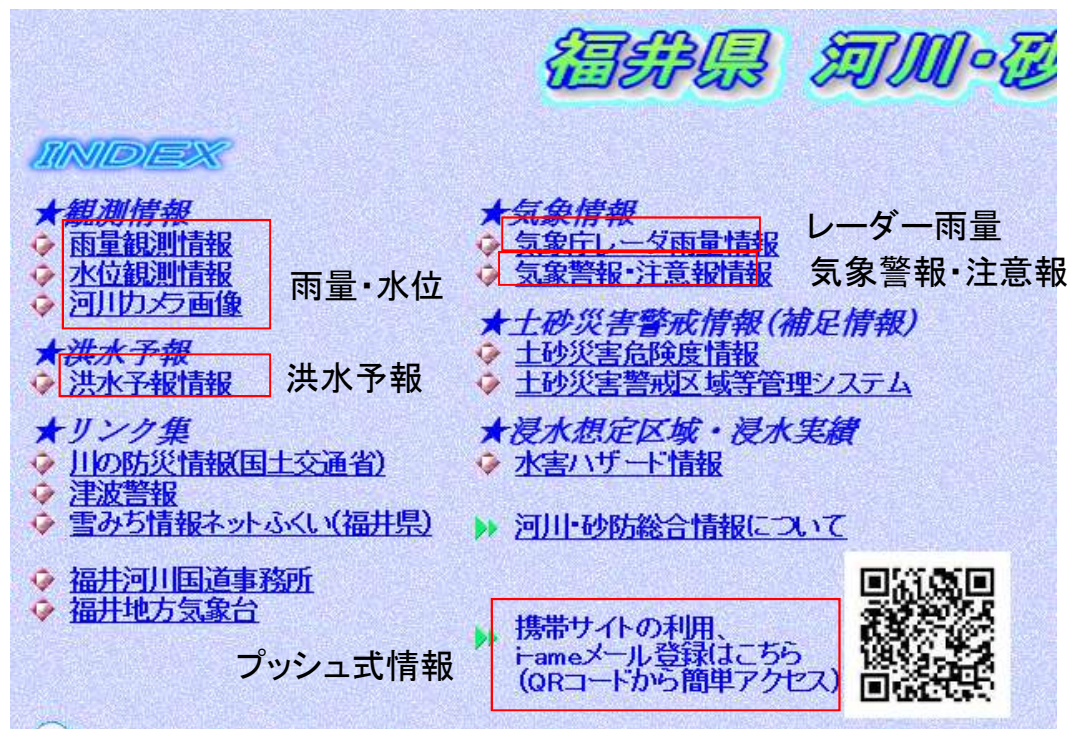 福井県 河川・砂
INDEX
★観測情報
雨量観測情報
水位観測情報
河川カメラ画像
雨量・水位
★洪水予報
洪水予報情報
洪水予報
★リンク集
川の防災情報(国土交通省)
津波警報
雪みち情報ネットふくい(福井県)
福井河川国道事務所
福井地方気象台
★気象情報
気象庁レーダ雨量情報
レーダー雨量
気象警報・注意報情報
気象警報・注意報
★土砂災害警戒情報(補足情報)
土砂災害危険度情報
土砂災害警戒区域等管理システム
★浸水想定区域・浸水実績
水害ハザード情報
河川・砂防総合情報について
プッシュ式情報
携帯サイトの利用、
i-ameメール登録はこちら
(QRコードから簡単アクセス)